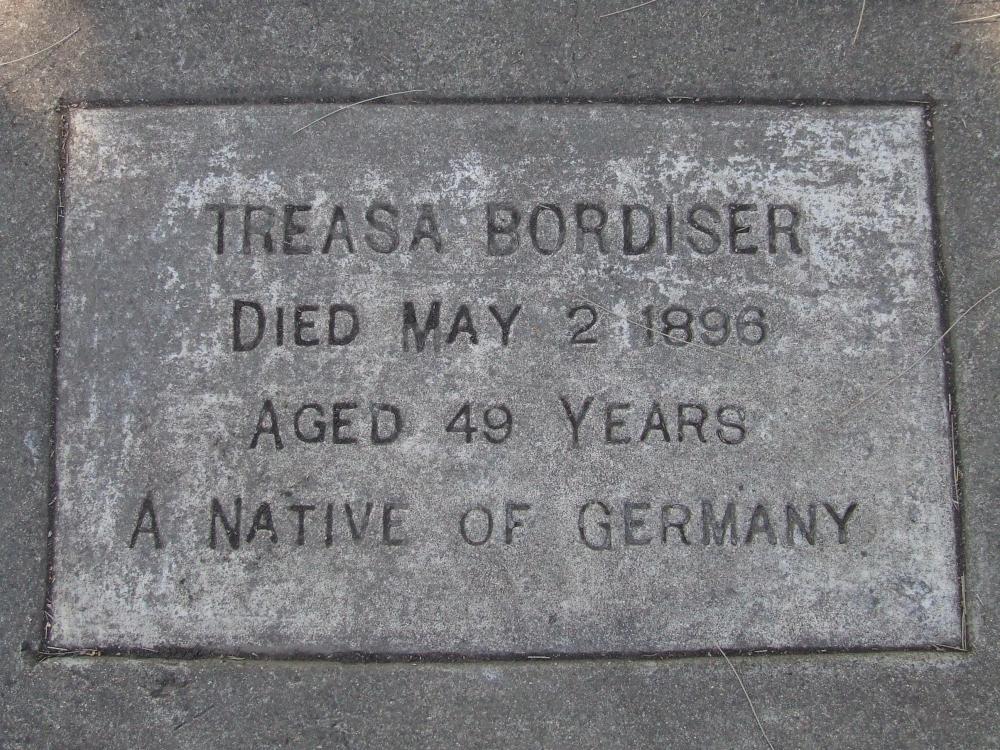 TREASA BORDISER
DIED MAY 2 1896
AGED 49 YEARS
A NATIVE OF GERMANY